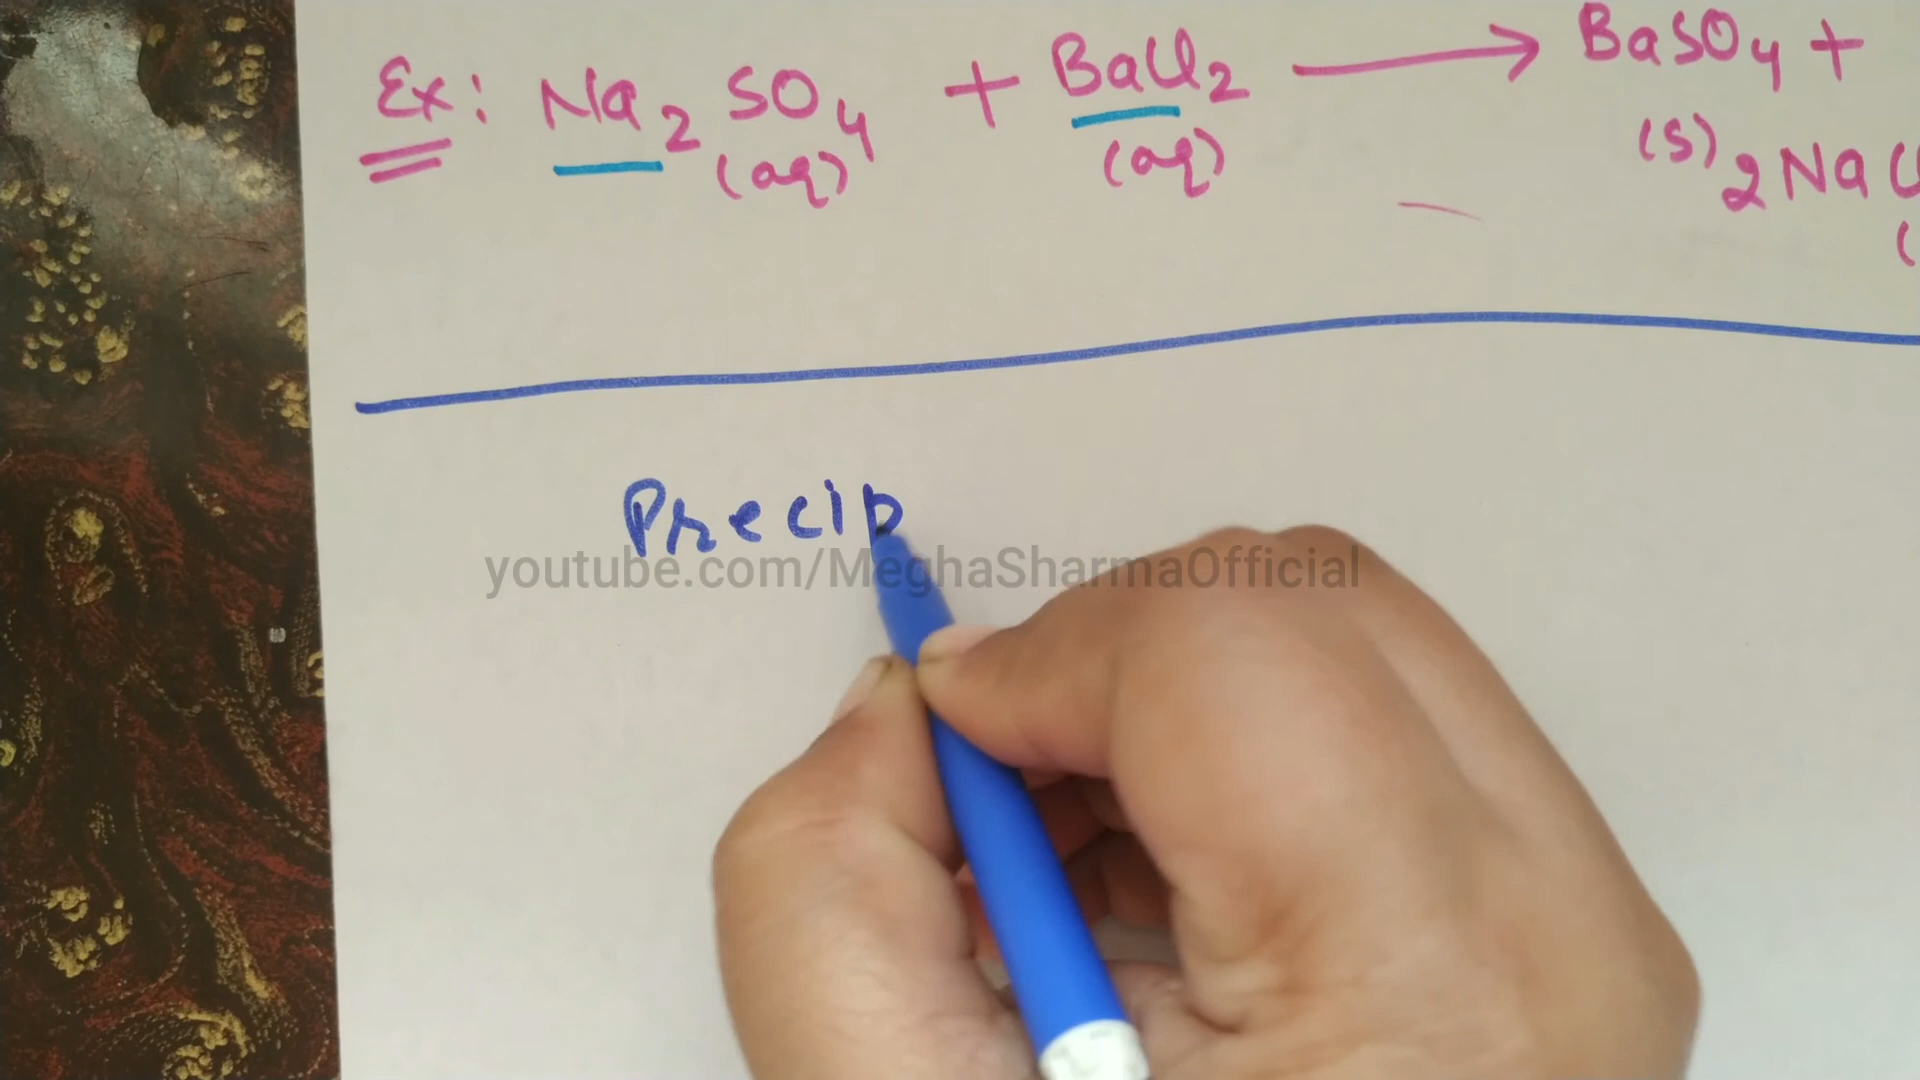 Ex: Na2SO4 + BaCl2 → BaSO4 +
(aq) (aq) (s) 2NaCl
(
Precip
youtube.com/MeghaSharmaOfficial